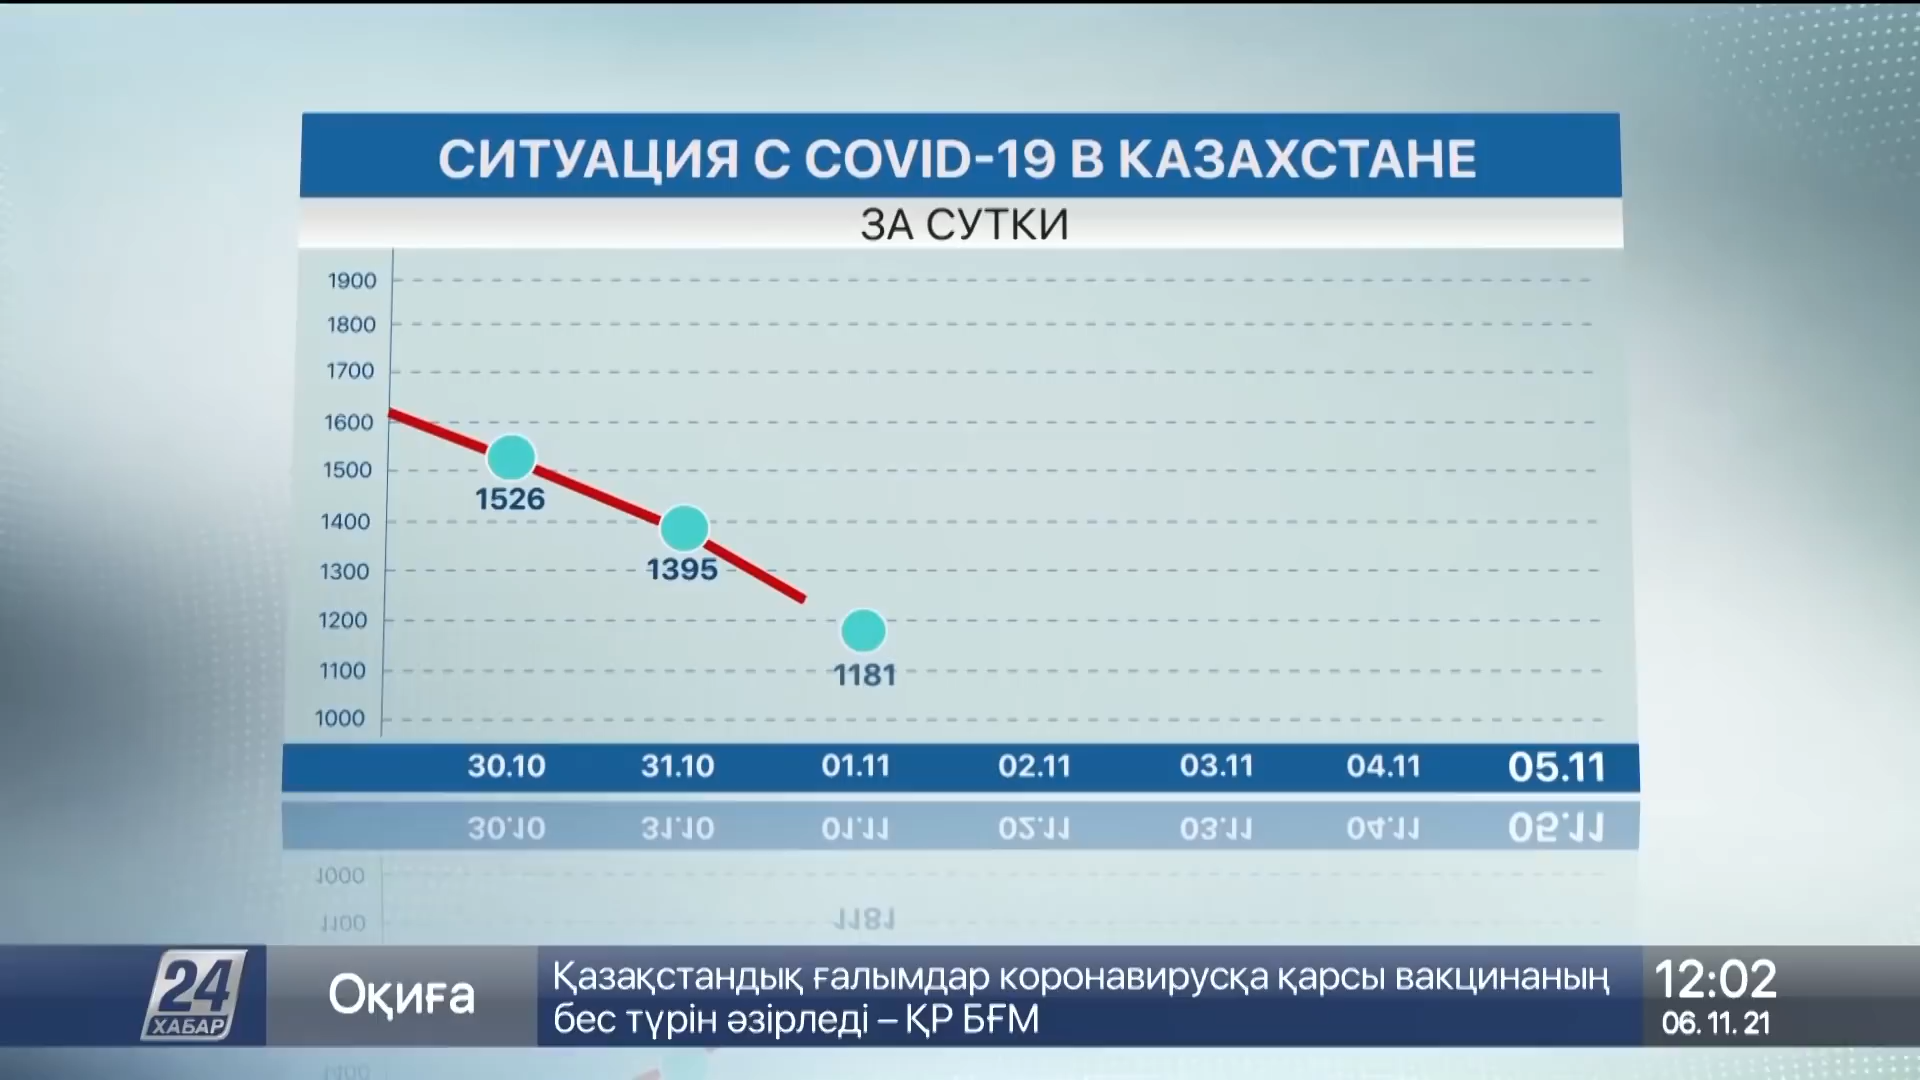 СИТУАЦИЯ С COVID-19 В КАЗАХСТАНЕ
ЗА СУТКИ
1900
1800
1700
1600
1500
1526
1400
1300
1395
1200
1100
1181
1000
30.10 31.10 01.11 02.11 03.11 04.11 05.11
24
ХАБАР
Оқиға
Қазақстандық ғалымдар коронавирусқа қарсы вакцинаның
бес түрін әзірледі – ҚР БҒМ
12:02
06. 11. 21